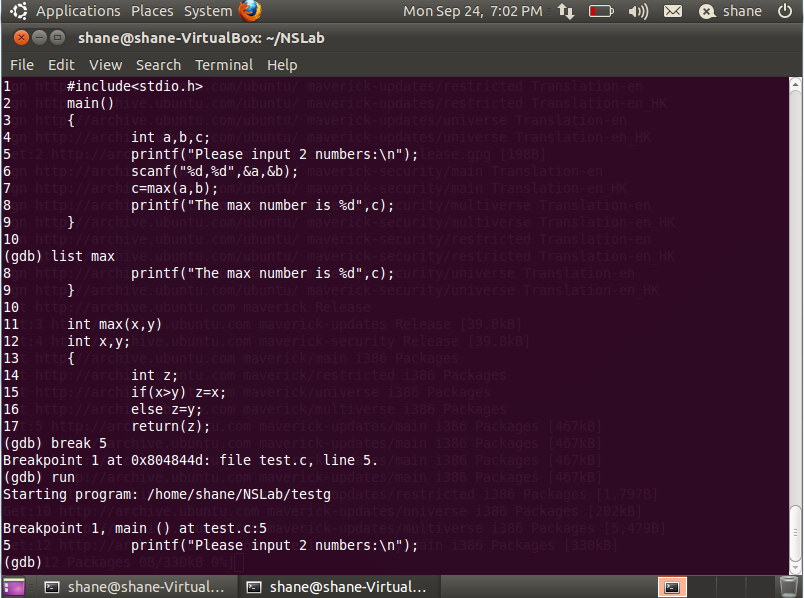 Applications Places System Mon Sep 24, 7:02 PM shane
shane@shane-VirtualBox: ~/NSLab
File Edit View Search Terminal Help
1 #include<stdio.h>
2 main()
3 {
4 int a,b,c;
5 printf("Please input 2 numbers:\n");
6 scanf("%d,%d",&a,&b);
7 c=max(a,b);
8 printf("The max number is %d",c);
9 }
10
(gdb) list max
8 printf("The max number is %d",c);
9 }
10
11 int max(x,y)
12 int x,y;
13 {
14 int z;
15 if(x>y) z=x;
16 else z=y;
17 return(z);
(gdb) break 5
Breakpoint 1 at 0x804844d: file test.c, line 5.
(gdb) run
Starting program: /home/shane/NSLab/testg
Breakpoint 1, main () at test.c:5
5 printf("Please input 2 numbers:\n");
(gdb)
shane@shane-Virtual... shane@shane-Virtual...